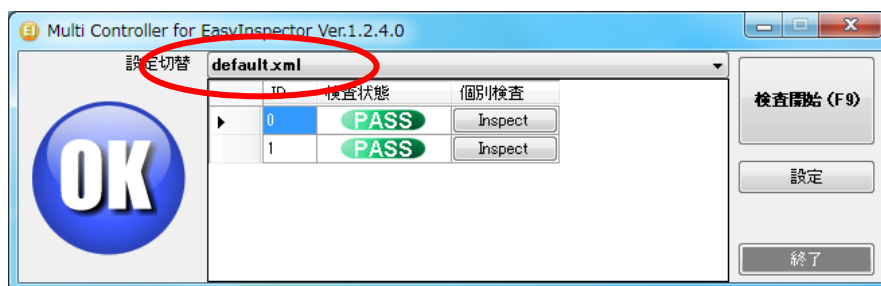 Multi Controller for EasyInspector Ver.1.2.4.0
設定切替 default.xml
ID 検査状態 個別検査
0 PASS Inspect
1 PASS Inspect
OK
検査開始 (F9)
設定
終了